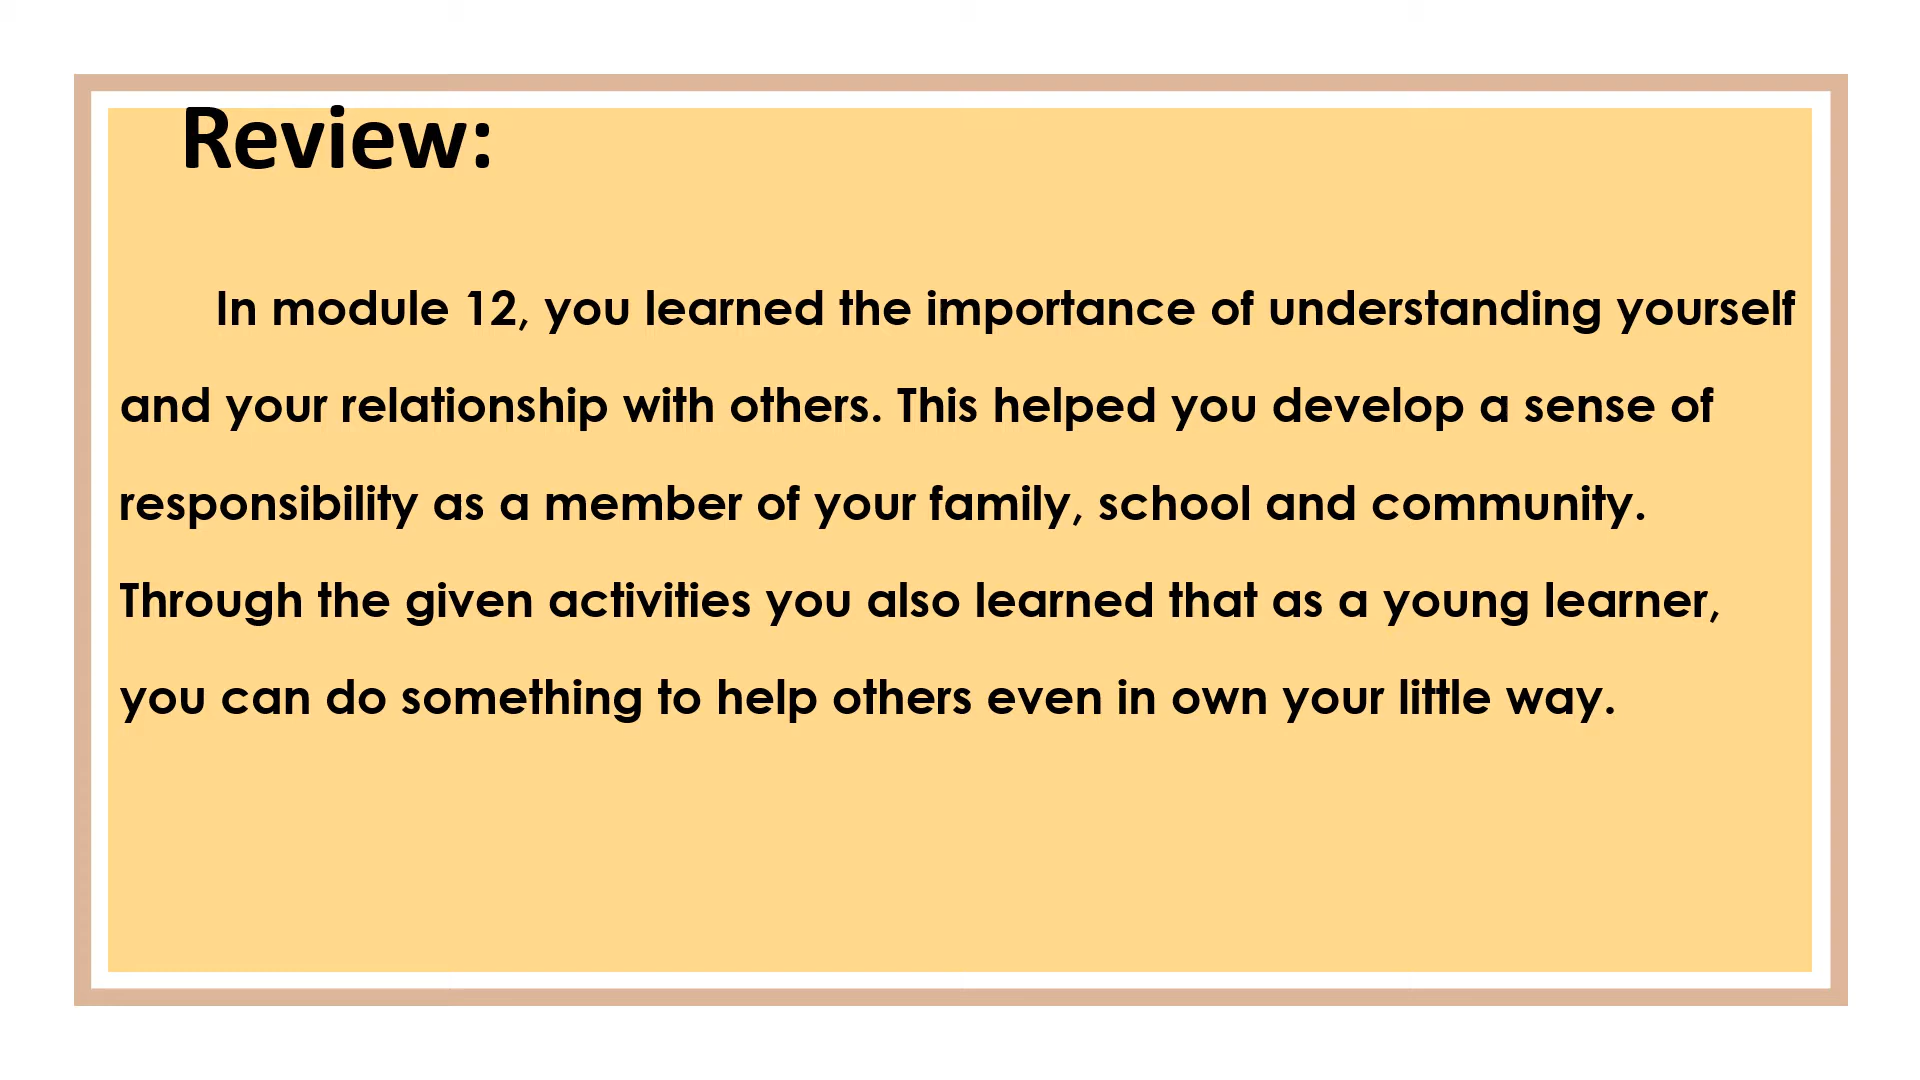 Review:
In module 12, you learned the importance of understanding yourself
and your relationship with others. This helped you develop a sense of
responsibility as a member of your family, school and community.
Through the given activities you also learned that as a young learner,
you can do something to help others even in own your little way.